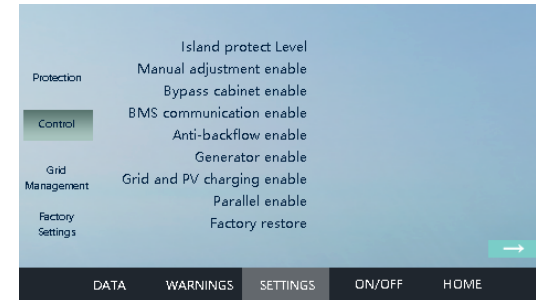 Protection
Control
Grid
Management
Factory
Settings
Island protect Level
Manual adjustment enable
Bypass cabinet enable
BMS communication enable
Anti-backflow enable
Generator enable
Grid and PV charging enable
Parallel enable
Factory restore
→
DATA WARNINGS SETTINGS ON/OFF HOME